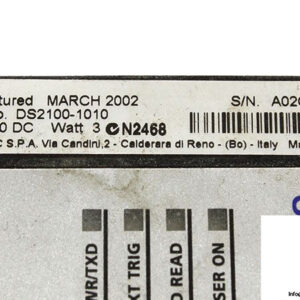 tured MARCH 2002 S/N. A020
o. DS2100-1010
0 DC Watt 3 N2468
C S.P.A. Via Candini,2 - Calderara di Reno - (Bo) - Italy M
WR/TXD
XT TRIG
O READ
SER ON